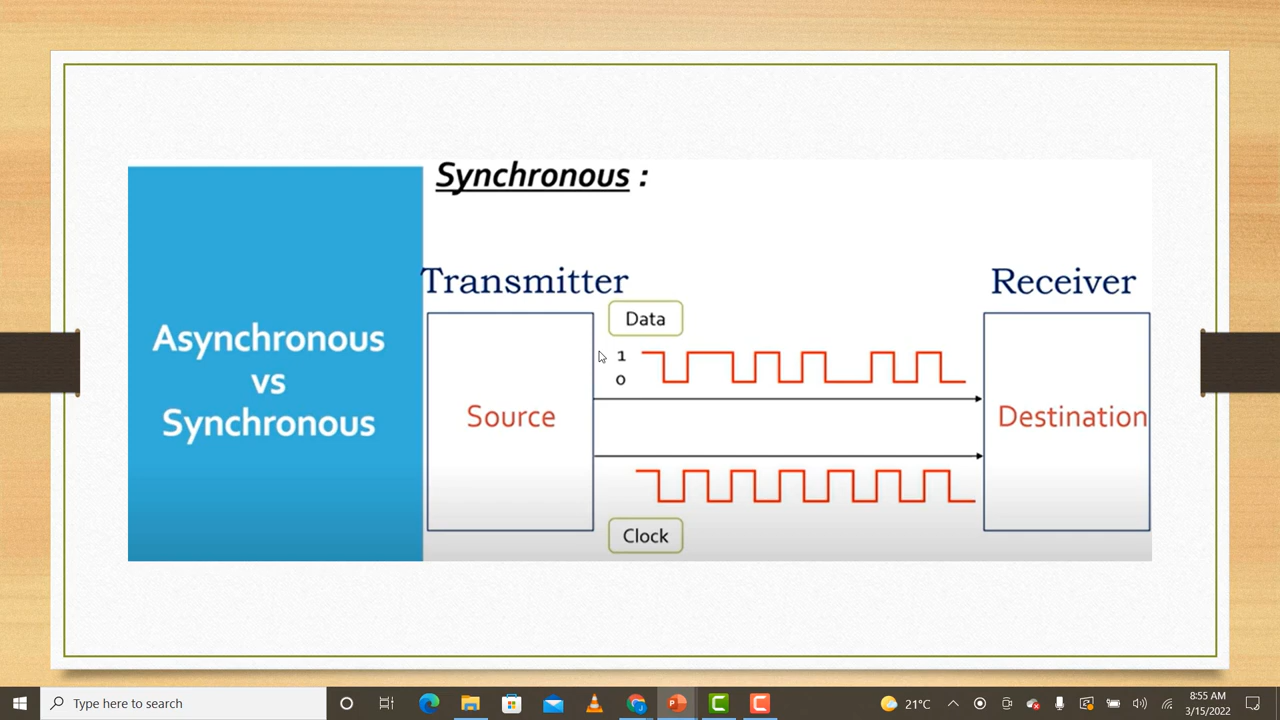 Synchronous :
Asynchronous
vs
Synchronous
Transmitter
Receiver
Data
1
0
Source
Destination
Clock
Type here to search
21°C
8:55 AM
3/15/2022